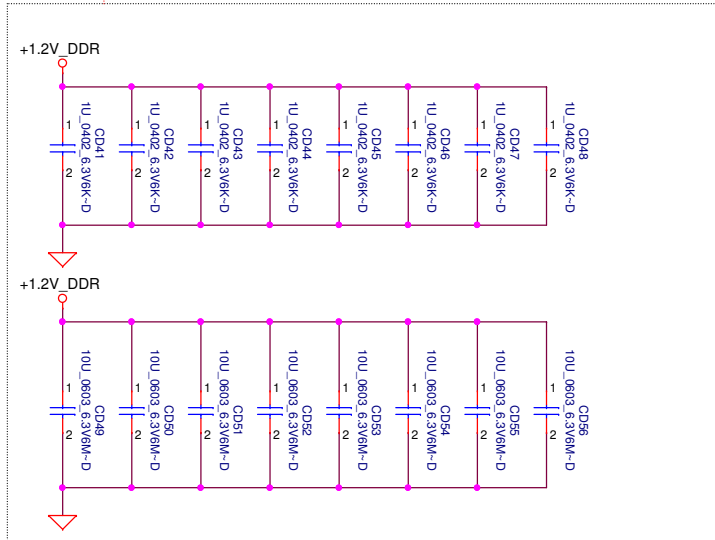 +1.2V_DDR
1
2
CD41
1U_0402_6.3V6K~D
1
2
CD42
1U_0402_6.3V6K~D
1
2
CD43
1U_0402_6.3V6K~D
1
2
CD44
1U_0402_6.3V6K~D
1
2
CD45
1U_0402_6.3V6K~D
1
2
CD46
1U_0402_6.3V6K~D
1
2
CD47
1U_0402_6.3V6K~D
1
2
CD48
1U_0402_6.3V6K~D
+1.2V_DDR
1
2
CD49
10U_0603_6.3V6M~D
1
2
CD50
10U_0603_6.3V6M~D
1
2
CD51
10U_0603_6.3V6M~D
1
2
CD52
10U_0603_6.3V6M~D
1
2
CD53
10U_0603_6.3V6M~D
1
2
CD54
10U_0603_6.3V6M~D
1
2
CD55
10U_0603_6.3V6M~D
1
2
CD56
10U_0603_6.3V6M~D